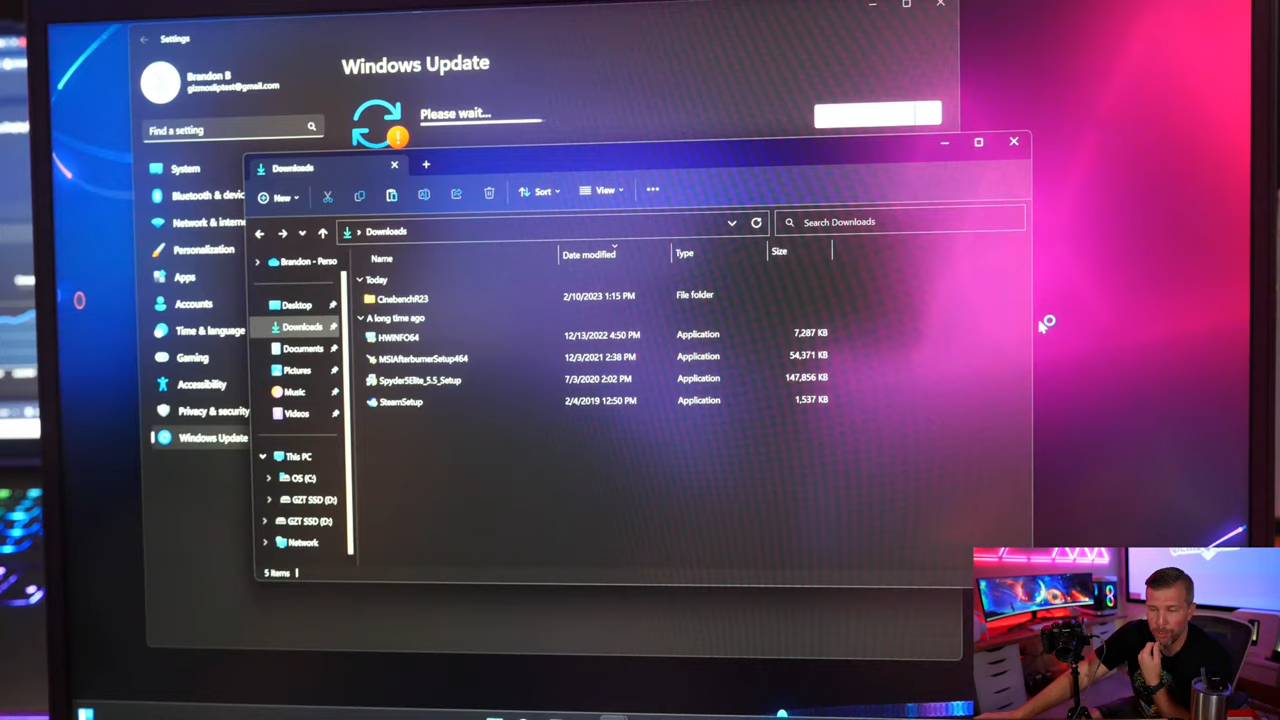 Settings
Brandon B
gizmosliptest@gmail.com
Find a setting
System
Bluetooth & devic
Network & interne
Personalization
Apps
Accounts
Time & language
Gaming
Accessibility
Privacy & security
Windows Update
Windows Update
Please wait...
Downloads
New
Sort
View
Downloads
Search Downloads
Brandon - Perso
Desktop
Downloads
Documents
Pictures
Music
Videos
This PC
OS (C:)
GZT SSD (D:)
GZT SSD (D:)
Network
Name Date modified Type Size
Today
CinebenchR23 2/10/2023 1:15 PM File folder
A long time ago
HWINFO64 12/13/2022 4:50 PM Application 7,287 KB
MSIAfterburnerSetup464 12/3/2021 2:38 PM Application 54,371 KB
Spyder5Elite_5.5_Setup 7/3/2020 2:02 PM Application 147,856 KB
SteamSetup 2/4/2019 12:50 PM Application 1,537 KB
5 items